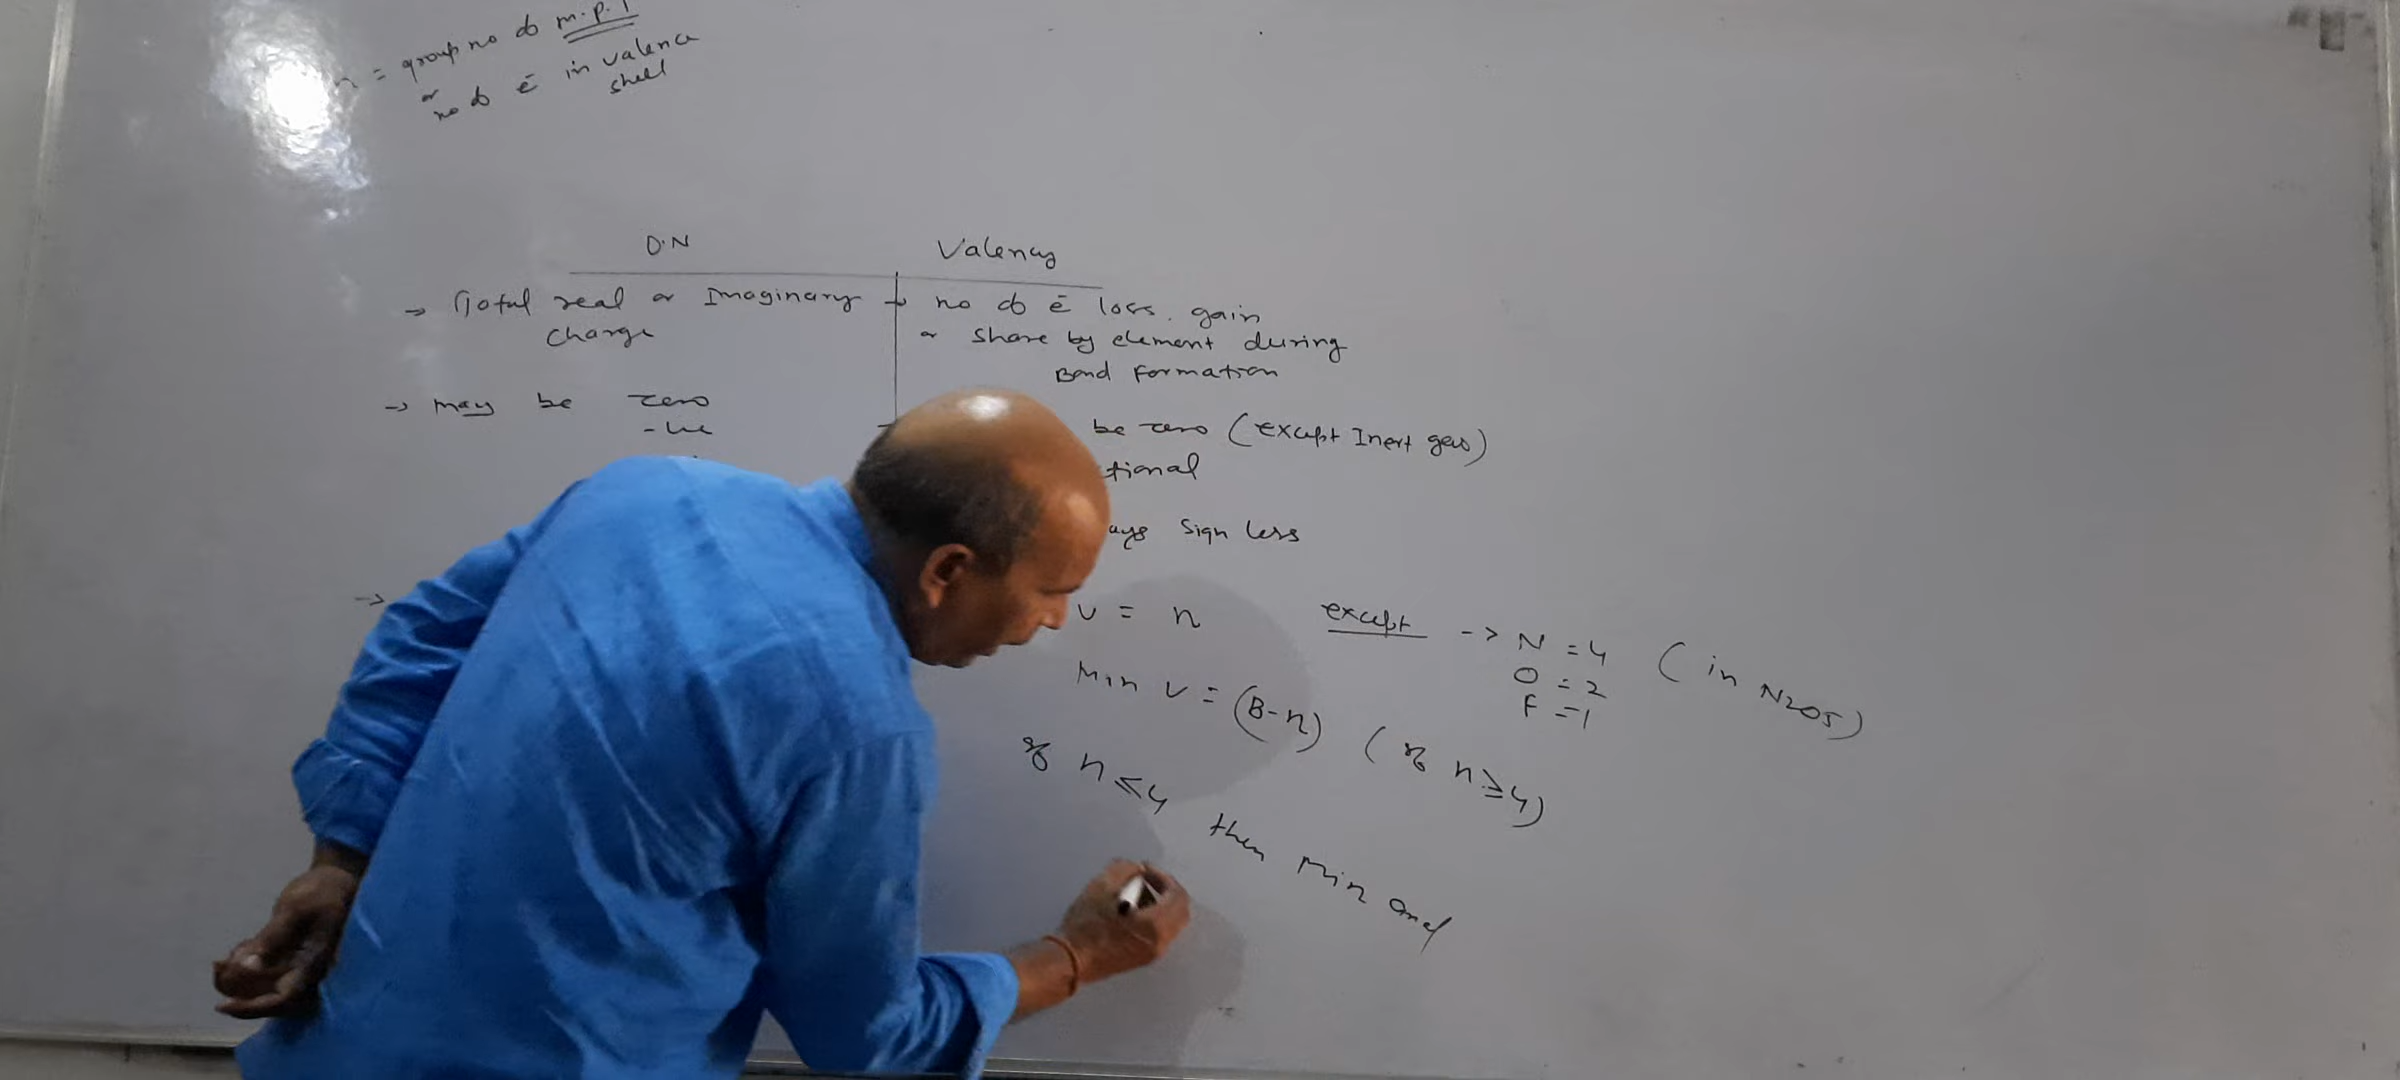 n = group no of m.p.T
or
no of e̅ in valence
shell
O.N
Valency
→ Total real or Imaginary
charge
→ no of e̅ loss, gain
or share by element during
Bond Formation
→ may be zero
-ve
be zero (except Inert gas)
tional
ays Sign less
→
v = n
except → N = 4 (in N2O5)
O = 2
F = 1
Min v = (8-n) (if n ≥ 4)
if n ≤ 4 then Min and